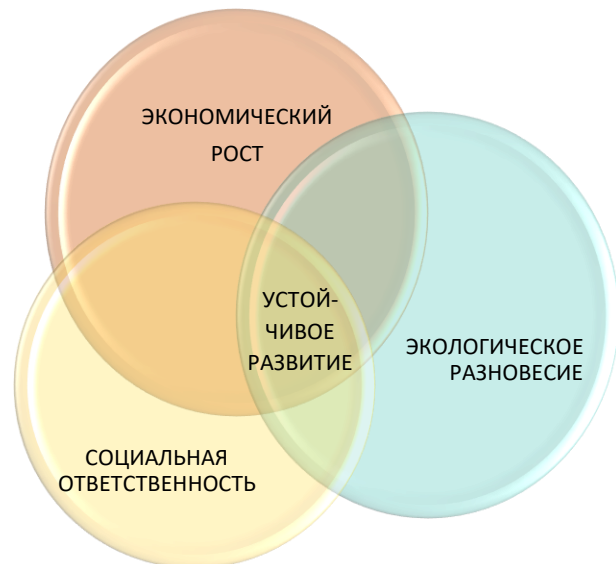 ЭКОНОМИЧЕСКИЙ
РОСТ
УСТОЙ-
ЧИВОЕ
РАЗВИТИЕ
ЭКОЛОГИЧЕСКОЕ
РАЗНОВЕСИЕ
СОЦИАЛЬНАЯ
ОТВЕТСТВЕННОСТЬ